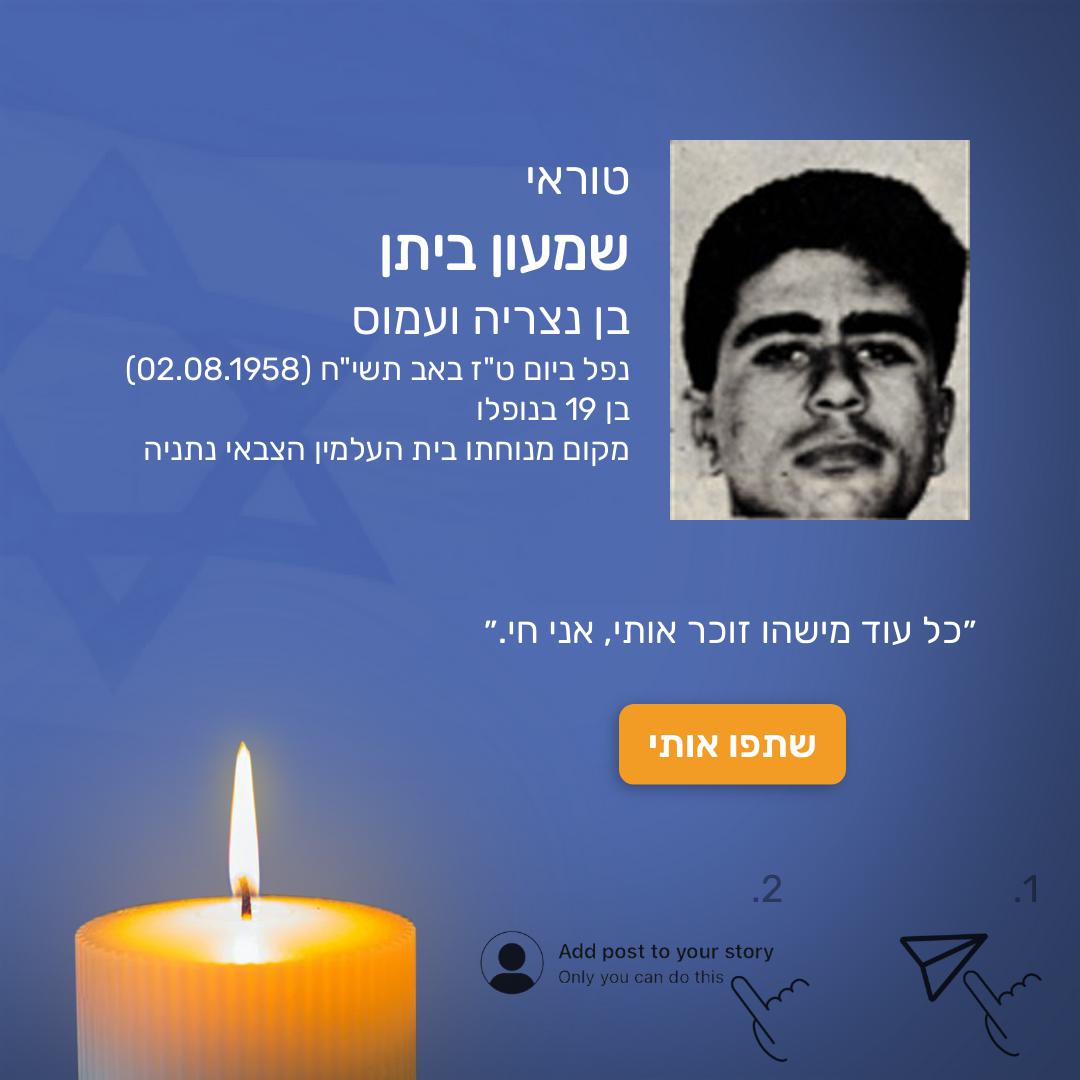 טוראי
שמעון ביתן
בן נצריה ועמוס
נפל ביום ט"ז באב תשי"ח (02.08.1958)
בן 19 בנופלו
מקום מנוחתו בית העלמין הצבאי נתניה
"כל עוד מישהו זוכר אותי, אני חי."
שתפו אותי
.1
.2
Add post to your story
Only you can do this